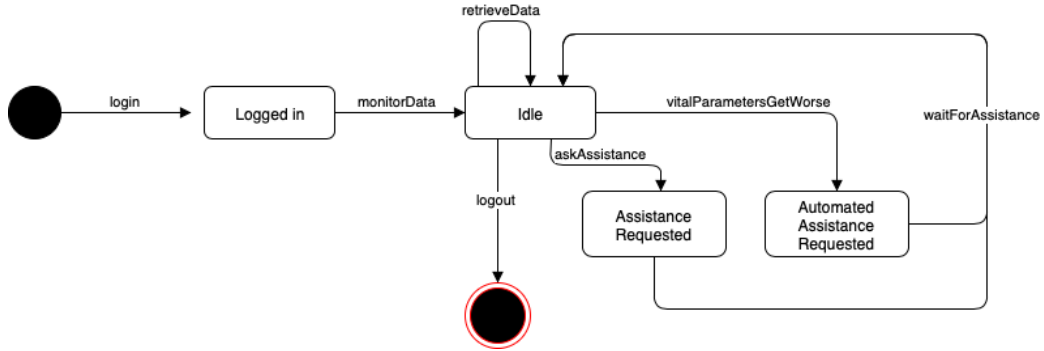 retrieveData
login
Logged in
monitorData
Idle
vitalParametersGetWorse
waitForAssistance
askAssistance
logout
Assistance
Requested
Automated
Assistance
Requested